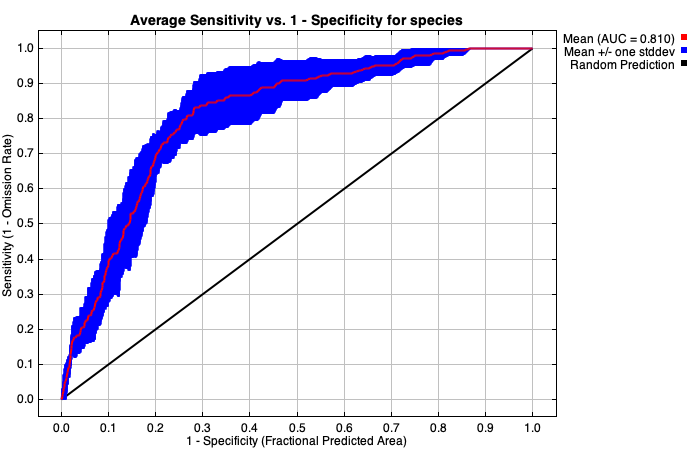 Average Sensitivity vs. 1 - Specificity for species
Mean (AUC = 0.810)
Mean +/- one stddev
Random Prediction
Sensitivity (1 - Omission Rate)
1.0
0.9
0.8
0.7
0.6
0.5
0.4
0.3
0.2
0.1
0.0
0.0 0.1 0.2 0.3 0.4 0.5 0.6 0.7 0.8 0.9 1.0
1 - Specificity (Fractional Predicted Area)